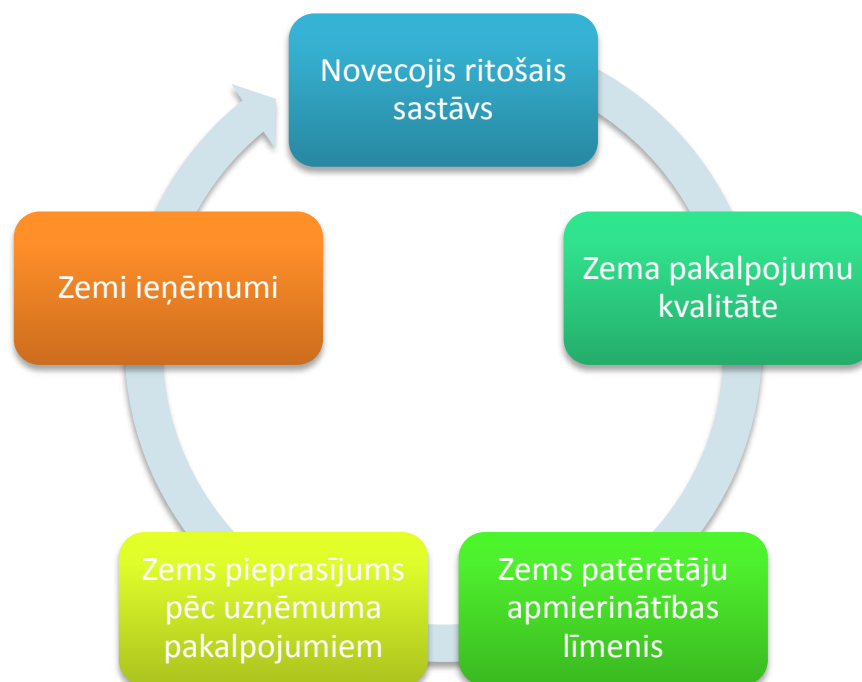 Novecojis ritošais
sastāvs
Zema pakalpojumu
kvalitāte
Zems patērētāju
apmierinātības
līmenis
Zems pieprasījums
pēc uzņēmuma
pakalpojumiem
Zemi ieņēmumi